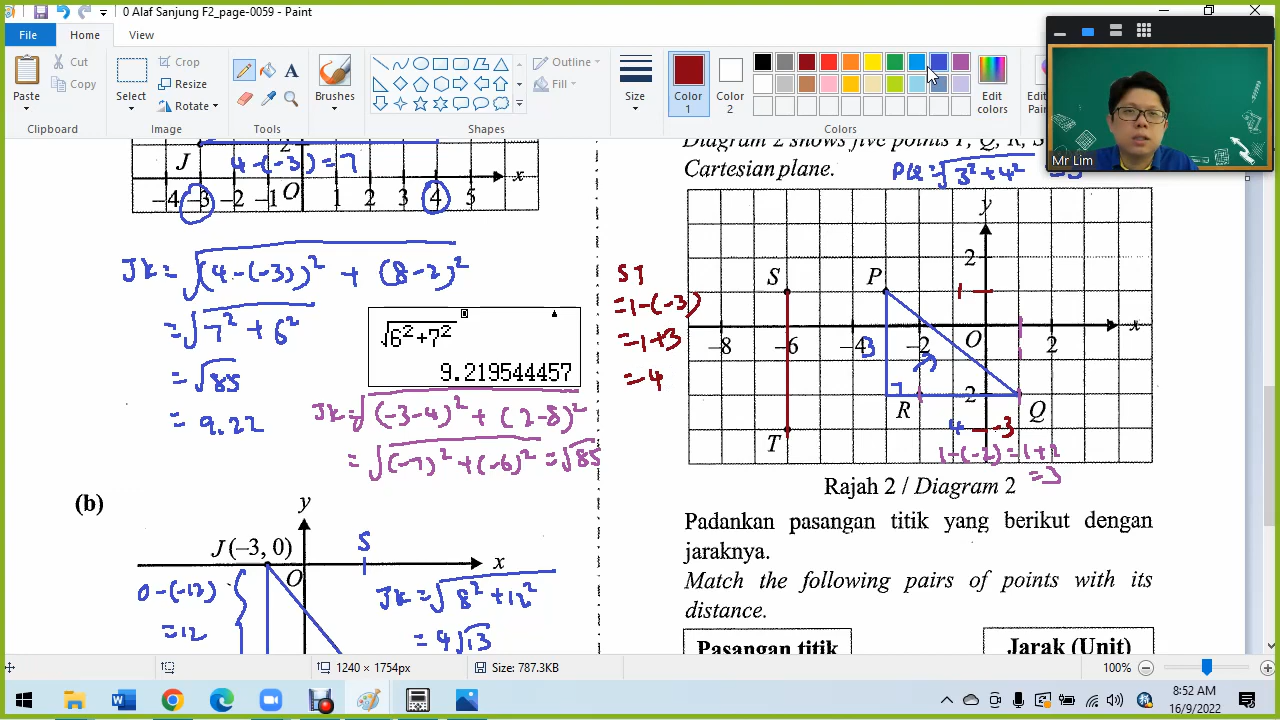 0 Alaf Sanjung F2_page-0059 - Paint
File
Home
View
Paste
Cut
Copy
Clipboard
Select
Crop
Resize
Rotate
Image
A
Tools
Brushes
Shapes
Outline
Fill
Size
Color 1
Color 2
Edit colors
Colors
Mr Lim
J
2
4-(-3)=7
-4 -3 -2 -1 O 1 2 3 4 5 x
JK = √(4-(-3))² + (8-2)²
= √7² + 6²
= √85
= 9.22
√6²+7²
9.219544457
JK = √(-3-4)² + (2-8)²
= √(-7)² + (-6)² = √85
(b)
y
J(-3, 0)
S
x
O
0-(-12)
=12
JK = √8² + 12²
= 4√13
Diagram 2 shows five points P, Q, R, S
Cartesian plane.
PQ = √3² + 4²
ST
= 1-(-3)
= 1+3
= 4
y
2
S
P
1
x
-8 -6 -4 3 -2 O 2
R
2
Q
T
4
-3
1-(-2) = 1+2
= 3
Rajah 2 / Diagram 2
Padankan pasangan titik yang berikut dengan
jaraknya.
Match the following pairs of points with its
distance.
Pasangan titik
Jarak (Unit)
1240 × 1754px
Size: 787.3KB
100%
8:52 AM
16/9/2022